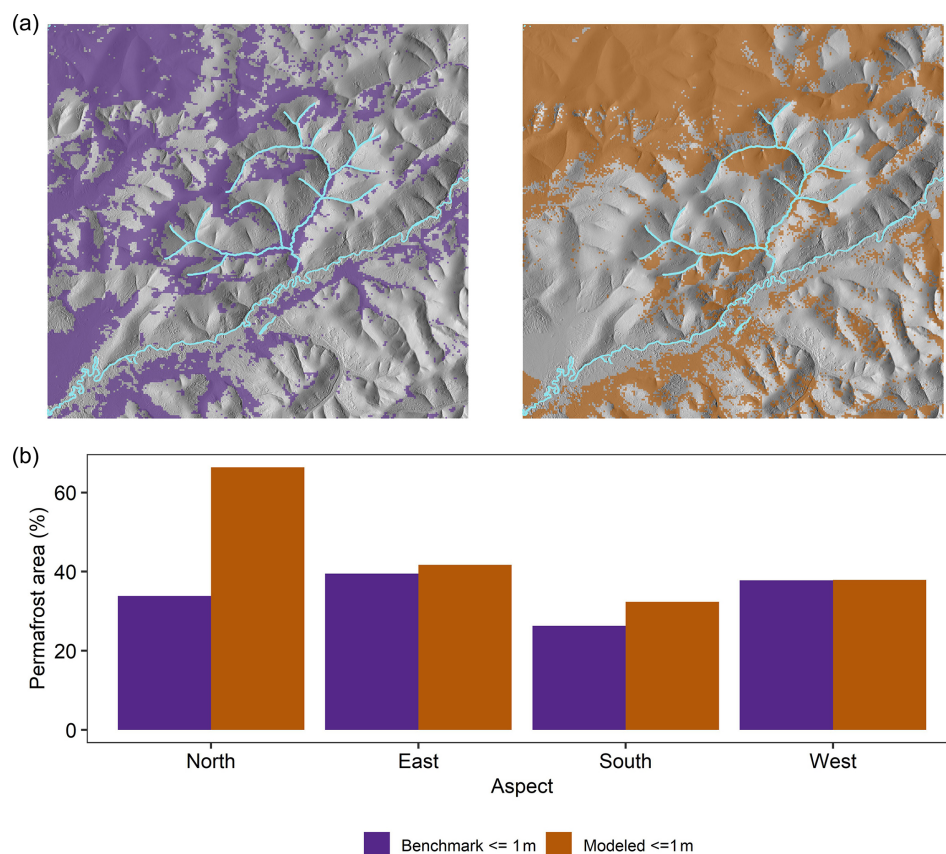 (a)
(b)
Permafrost area (%)
60
40
20
0
North East South West
Aspect
Benchmark <= 1m Modeled <=1m